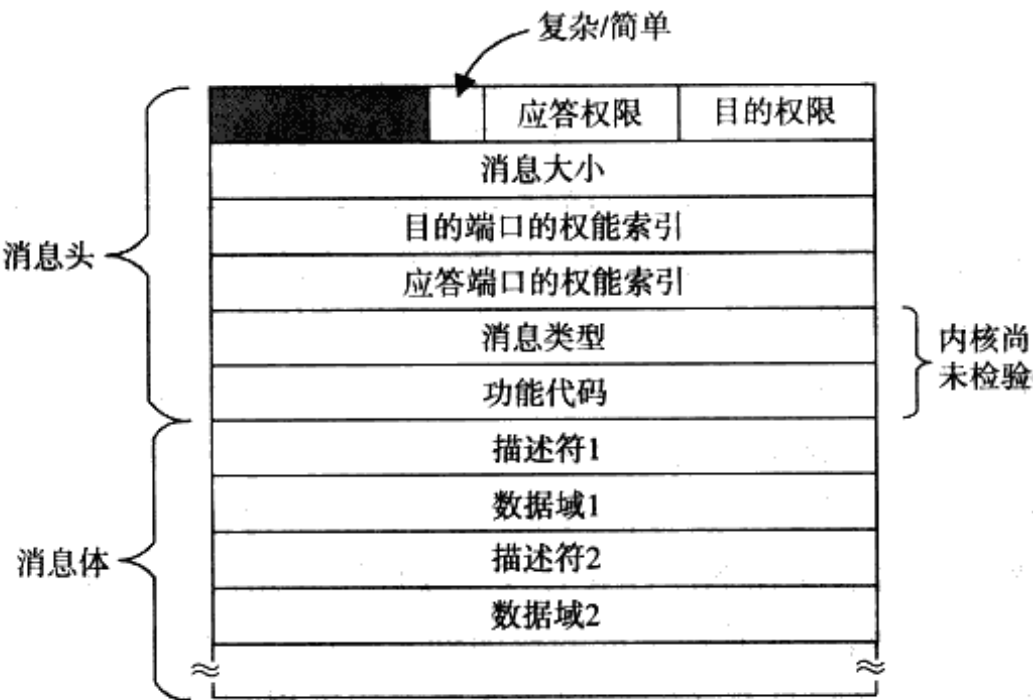 复杂/简单
应答权限
目的权限
消息大小
目的端口的权能索引
消息头
应答端口的权能索引
消息类型
内核尚
未检验
功能代码
描述符1
数据域1
消息体
描述符2
数据域2